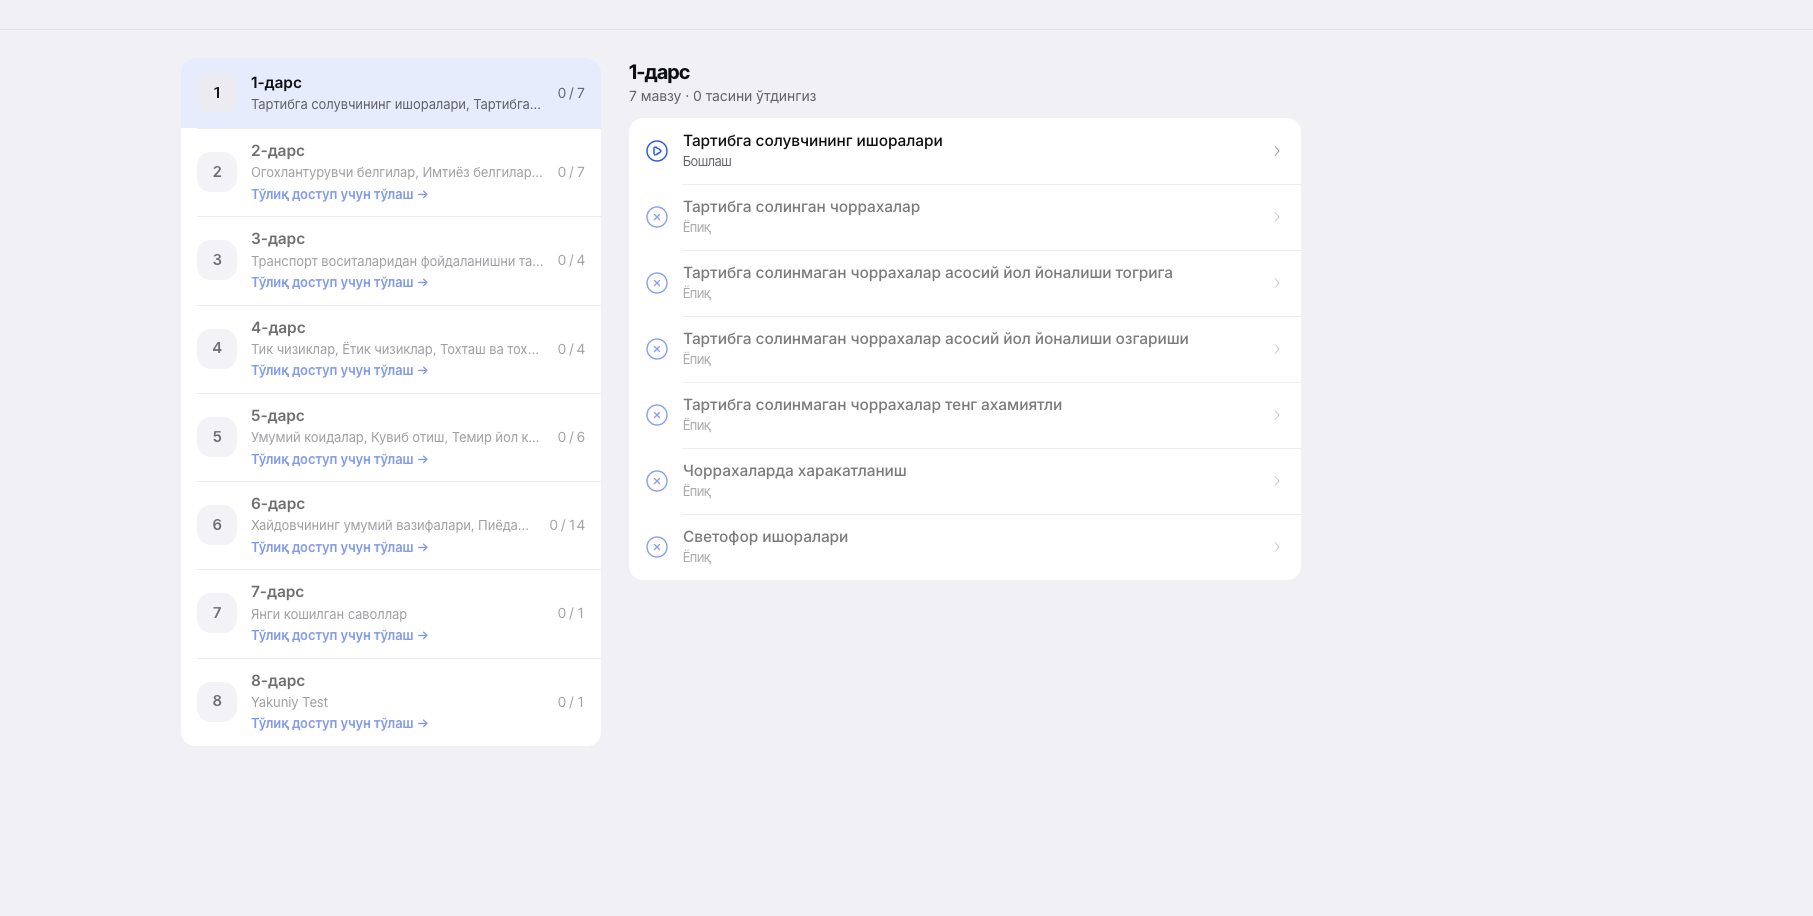 1
1-дарс
Тартибга солувчининг ишоралари, Тартибга...
0 / 7
2
2-дарс
Огохлантурувчи белгилар, Имтиёз белгилар...
0 / 7
Тўлиқ доступ учун тўлаш →
3
3-дарс
Транспорт воситаларидан фойдаланишни та...
0 / 4
Тўлиқ доступ учун тўлаш →
4
4-дарс
Тик чизиклар, Ётик чизиклар, Тохташ ва тох...
0 / 4
Тўлиқ доступ учун тўлаш →
5
5-дарс
Умумий коидалар, Кувиб отиш, Темир йол к...
0 / 6
Тўлиқ доступ учун тўлаш →
6
6-дарс
Хайдовчининг умумий вазифалари, Пиёда...
0 / 14
Тўлиқ доступ учун тўлаш →
7
7-дарс
Янги кошилган саволлар
0 / 1
Тўлиқ доступ учун тўлаш →
8
8-дарс
Yakuniy Test
0 / 1
Тўлиқ доступ учун тўлаш →
1-дарс
7 мавзу · 0 тасини ўтдингиз
Тартибга солувчининг ишоралари
Бошлаш
Тартибга солинган чоррахалар
Ёпиқ
Тартибга солинмаган чоррахалар асосий йол йоналиши тогрига
Ёпиқ
Тартибга солинмаган чоррахалар асосий йол йоналиши озгариши
Ёпиқ
Тартибга солинмаган чоррахалар тенг ахамиятли
Ёпиқ
Чоррахаларда харакатланиш
Ёпиқ
Светофор ишоралари
Ёпиқ